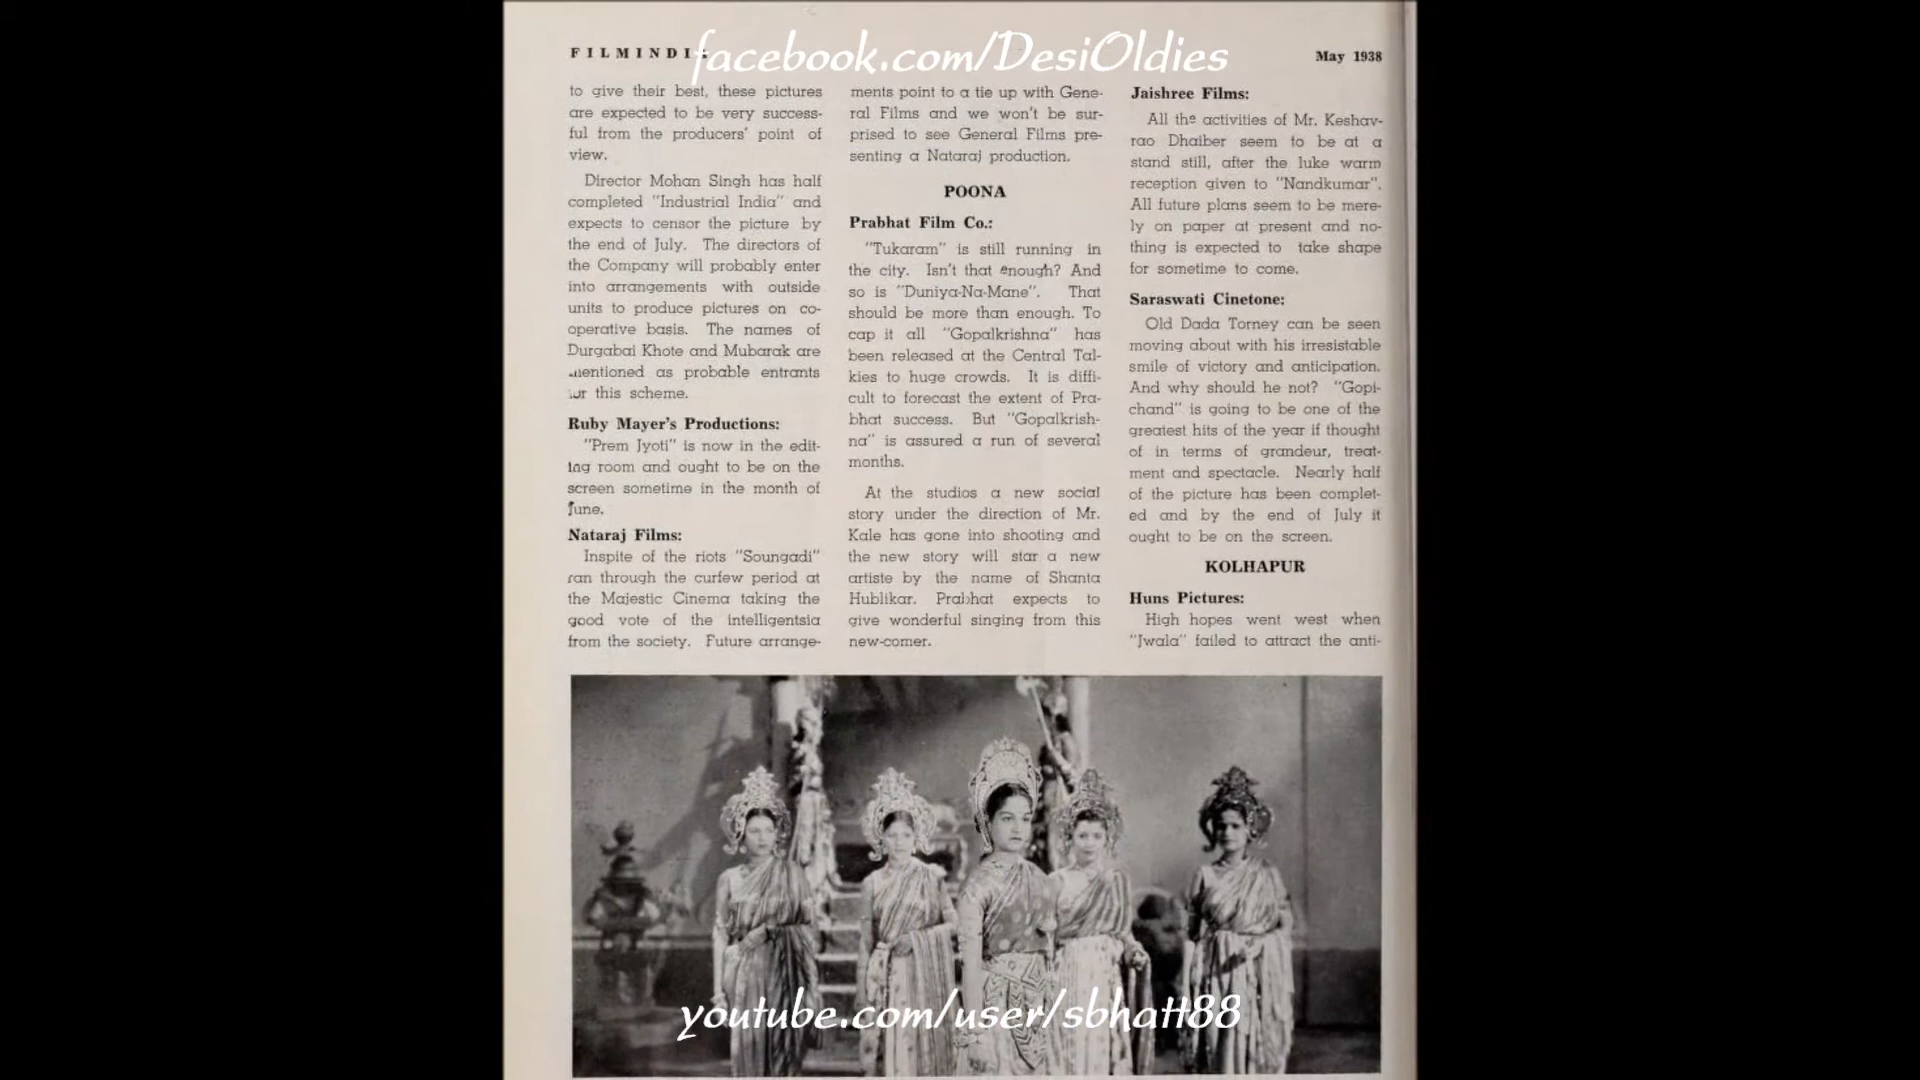 facebook.com/DesiOldies
FILMINDIA
May 1938
to give their best, these pictures
are expected to be very success-
ful from the producers' point of
view.
Director Mohan Singh has half
completed "Industrial India" and
expects to censor the picture by
the end of July. The directors of
the Company will probably enter
into arrangements with outside
units to produce pictures on co-
operative basis. The names of
Durgabai Khote and Mubarak are
mentioned as probable entrants
for this scheme.
Ruby Mayer's Productions:
"Prem Jyoti" is now in the edit-
ing room and ought to be on the
screen sometime in the month of
June.
Nataraj Films:
Inspite of the riots "Soungadi"
ran through the curfew period at
the Majestic Cinema taking the
good vote of the intelligentsia
from the society. Future arrange-
ments point to a tie up with Gene-
ral Films and we won't be sur-
prised to see General Films pre-
senting a Nataraj production.
POONA
Prabhat Film Co.:
"Tukaram" is still running in
the city. Isn't that enough? And
so is "Duniya-Na-Mane". That
should be more than enough. To
cap it all "Gopalkrishna" has
been released at the Central Tal-
kies to huge crowds. It is diffi-
cult to forecast the extent of Pra-
bhat success. But "Gopalkrish-
na" is assured a run of several
months.
At the studios a new social
story under the direction of Mr.
Kale has gone into shooting and
the new story will star a new
artiste by the name of Shanta
Hublikar. Prabhat expects to
give wonderful singing from this
new-comer.
Jaishree Films:
All the activities of Mr. Keshav-
rao Dhaiber seem to be at a
stand still, after the luke warm
reception given to "Nandkumar".
All future plans seem to be mere-
ly on paper at present and no-
thing is expected to take shape
for sometime to come.
Saraswati Cinetone:
Old Dada Torney can be seen
moving about with his irresistable
smile of victory and anticipation.
And why should he not? "Gopi-
chand" is going to be one of the
greatest hits of the year if thought
of in terms of grandeur, treat-
ment and spectacle. Nearly half
of the picture has been complet-
ed and by the end of July it
ought to be on the screen.
KOLHAPUR
Huns Pictures:
High hopes went west when
"Jwala" failed to attract the anti-
youtube.com/user/sbhatt88